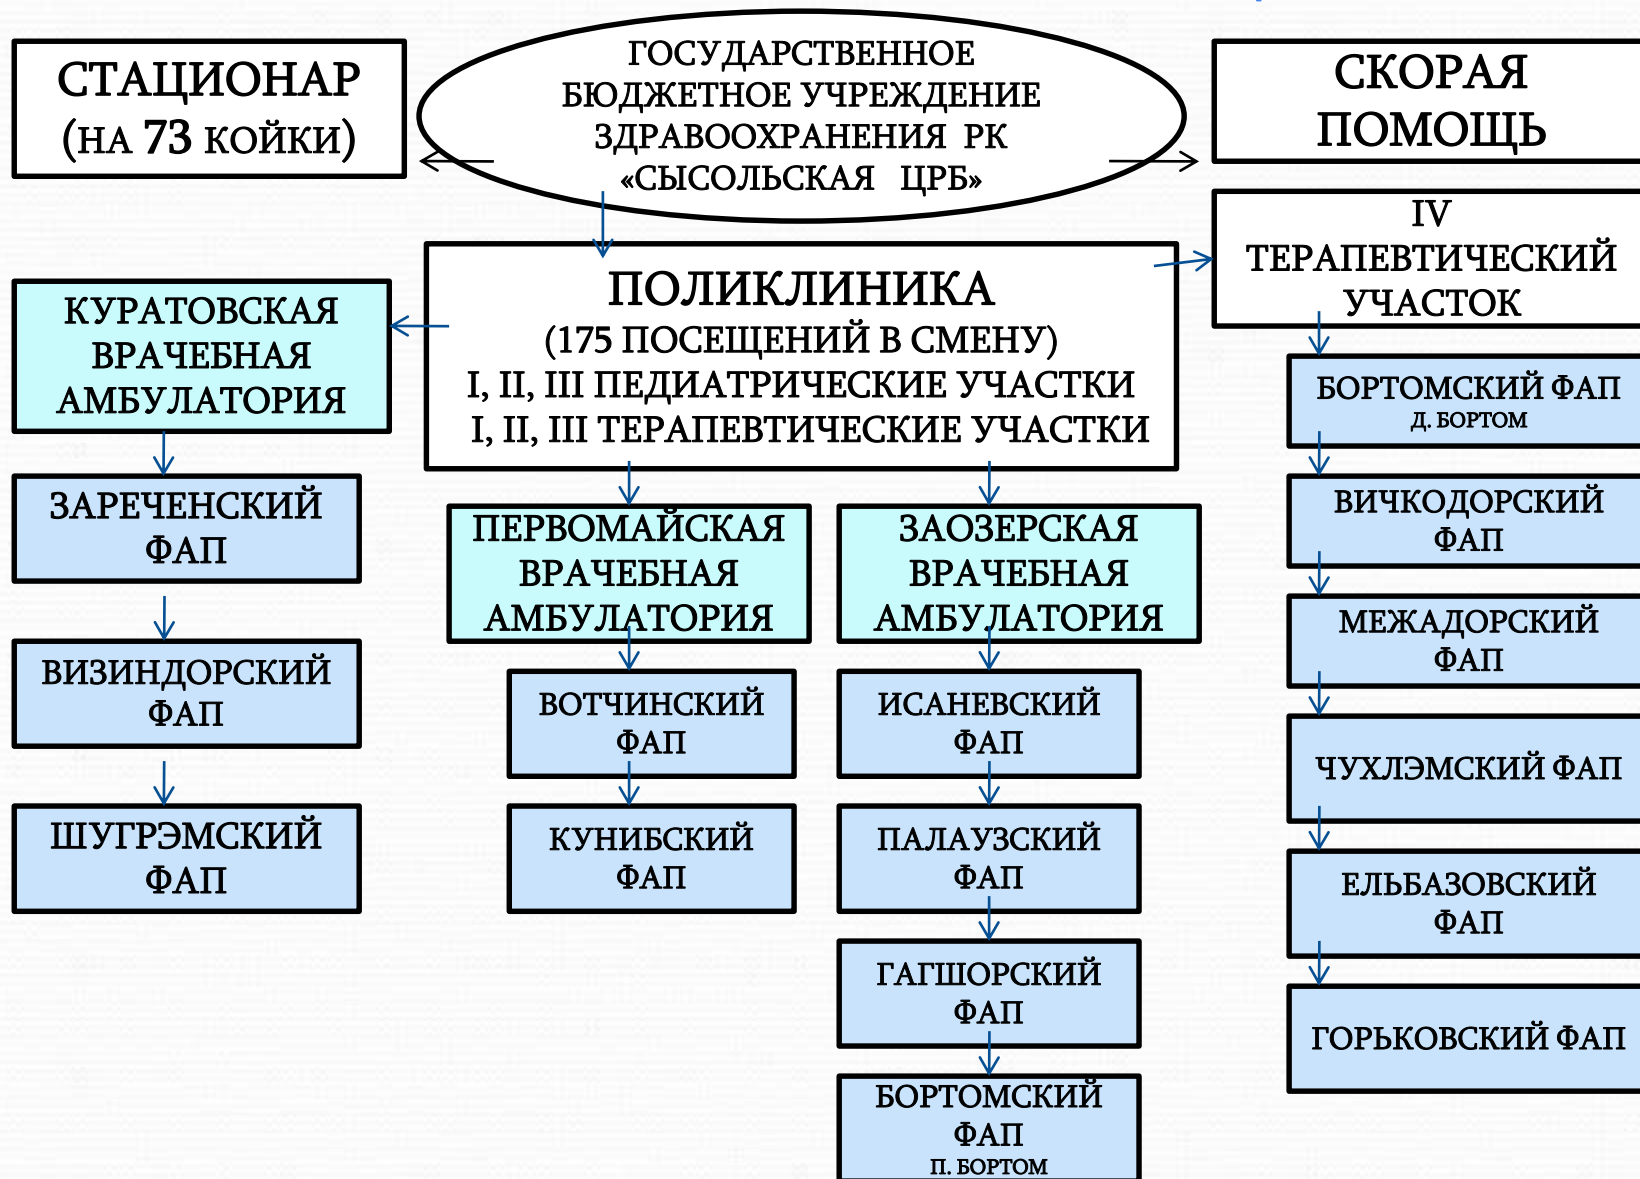 СТАЦИОНАР
(НА 73 КОЙКИ)
ГОСУДАРСТВЕННОЕ
БЮДЖЕТНОЕ УЧРЕЖДЕНИЕ
ЗДРАВООХРАНЕНИЯ РК
«СЫСОЛЬСКАЯ ЦРБ»
СКОРАЯ
ПОМОЩЬ
IV
ТЕРАПЕВТИЧЕСКИЙ
УЧАСТОК
ПОЛИКЛИНИКА
(175 ПОСЕЩЕНИЙ В СМЕНУ)
I, II, III ПЕДИАТРИЧЕСКИЕ УЧАСТКИ
I, II, III ТЕРАПЕВТИЧЕСКИЕ УЧАСТКИ
КУРАТОВСКАЯ
ВРАЧЕБНАЯ
АМБУЛАТОРИЯ
ЗАРЕЧЕНСКИЙ
ФАП
ВИЗИНДОРСКИЙ
ФАП
ШУГРЭМСКИЙ
ФАП
ПЕРВОМАЙСКАЯ
ВРАЧЕБНАЯ
АМБУЛАТОРИЯ
ВОТЧИНСКИЙ
ФАП
КУНИБСКИЙ
ФАП
ЗАОЗЕРСКАЯ
ВРАЧЕБНАЯ
АМБУЛАТОРИЯ
ИСАНЕВСКИЙ
ФАП
ПАЛАУЗСКИЙ
ФАП
ГАГШОРСКИЙ
ФАП
БОРТОМСКИЙ
ФАП
П. БОРТОМ
БОРТОМСКИЙ ФАП
Д. БОРТОМ
ВИЧКОДОРСКИЙ
ФАП
МЕЖАДОРСКИЙ
ФАП
ЧУХЛЭМСКИЙ ФАП
ЕЛЬБАЗОВСКИЙ
ФАП
ГОРЬКОВСКИЙ ФАП